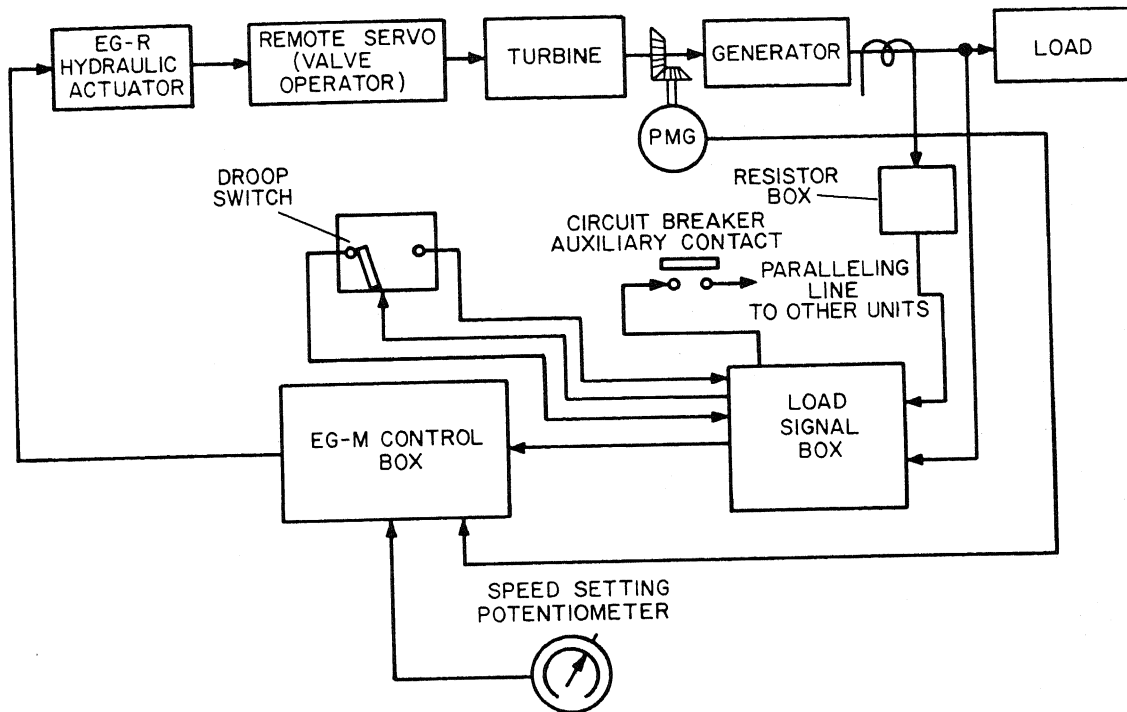 EG-R
HYDRAULIC
ACTUATOR
REMOTE SERVO
(VALVE
OPERATOR)
TURBINE
GENERATOR
LOAD
PMG
RESISTOR
BOX
DROOP
SWITCH
CIRCUIT BREAKER
AUXILIARY CONTACT
PARALLELING
LINE
TO OTHER UNITS
EG-M CONTROL
BOX
LOAD
SIGNAL
BOX
SPEED SETTING
POTENTIOMETER